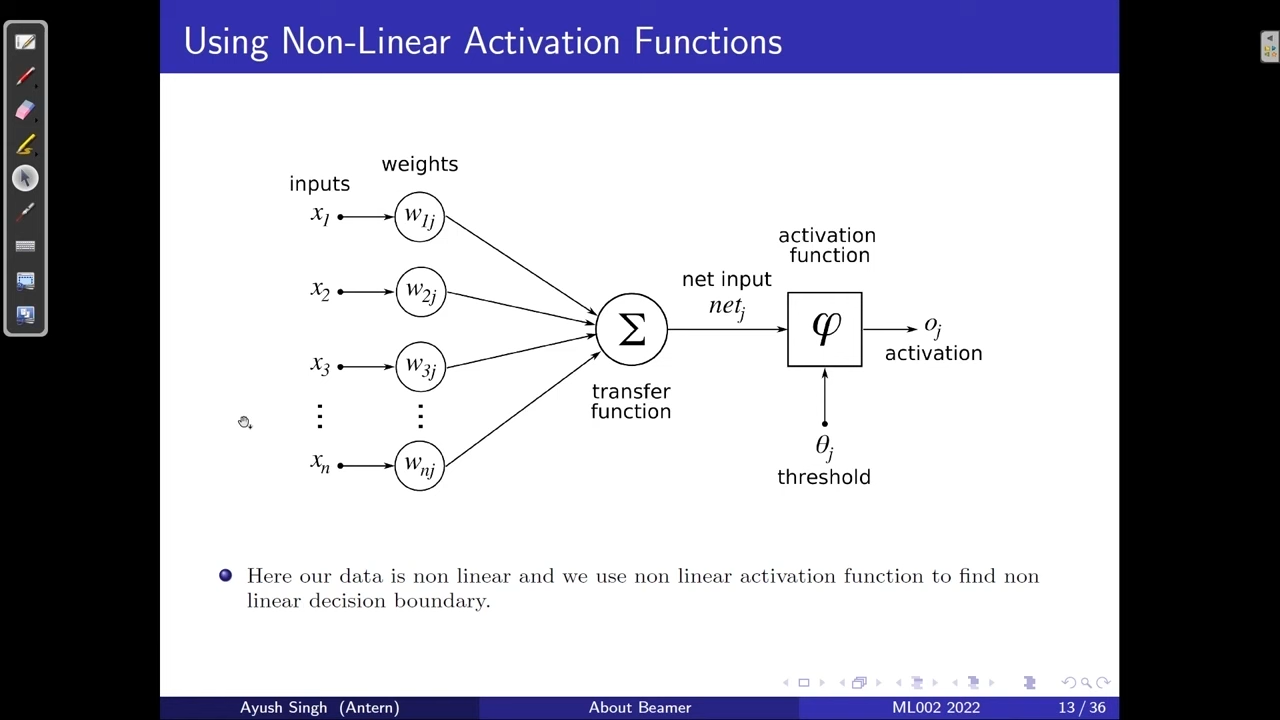 Using Non-Linear Activation Functions
weights
inputs
x1
w1j
x2
w2j
x3
w3j
⋮ ⋮
xn
wnj
Σ
transfer
function
net input
netj
activation
function
φ
oj
activation
θj
threshold
Here our data is non linear and we use non linear activation function to find non
linear decision boundary.
Ayush Singh (Antern) About Beamer ML002 2022 13 / 36